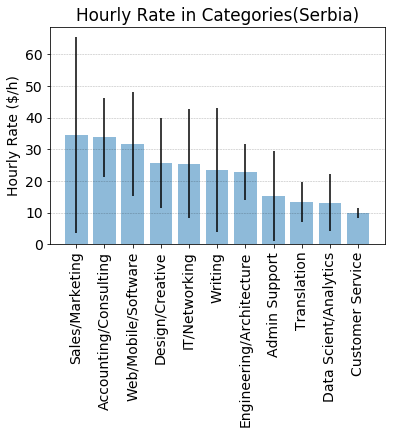 Hourly Rate in Categories(Serbia)
Hourly Rate ($/h)
60
50
40
30
20
10
0
Sales/Marketing
Accounting/Consulting
Web/Mobile/Software
Design/Creative
IT/Networking
Writing
Engineering/Architecture
Admin Support
Translation
Data Scient/Analytics
Customer Service